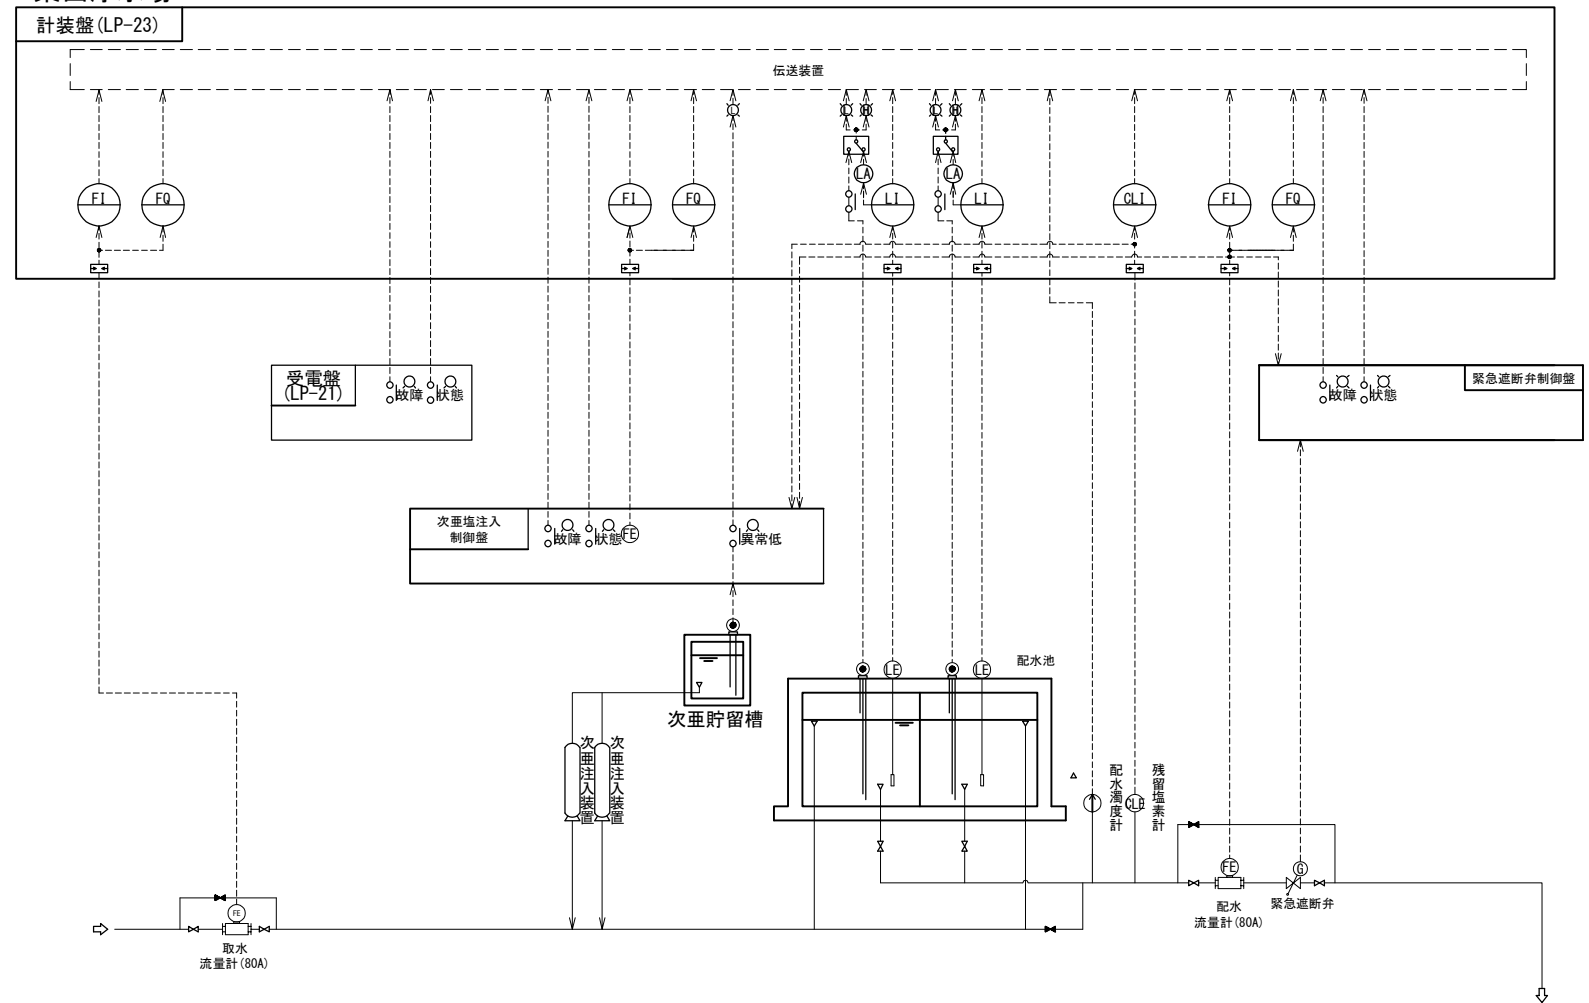 計装盤(LP-23)
伝送装置
L
L
H
L
H
LA
LA
FI
FQ
FI
FQ
LI
LI
CLI
FI
FQ
受電盤
(LP-21)
故障
状態
緊急遮断弁制御盤
故障
状態
次亜塩注入
制御盤
故障
状態
FE
異常低
次亜貯留槽
配水池
LE
LE
次亜注入装置
次亜注入装置
配水濁度計
残留塩素計
CLE
FE
G
配水
流量計(80A)
緊急遮断弁
FE
取水
流量計(80A)